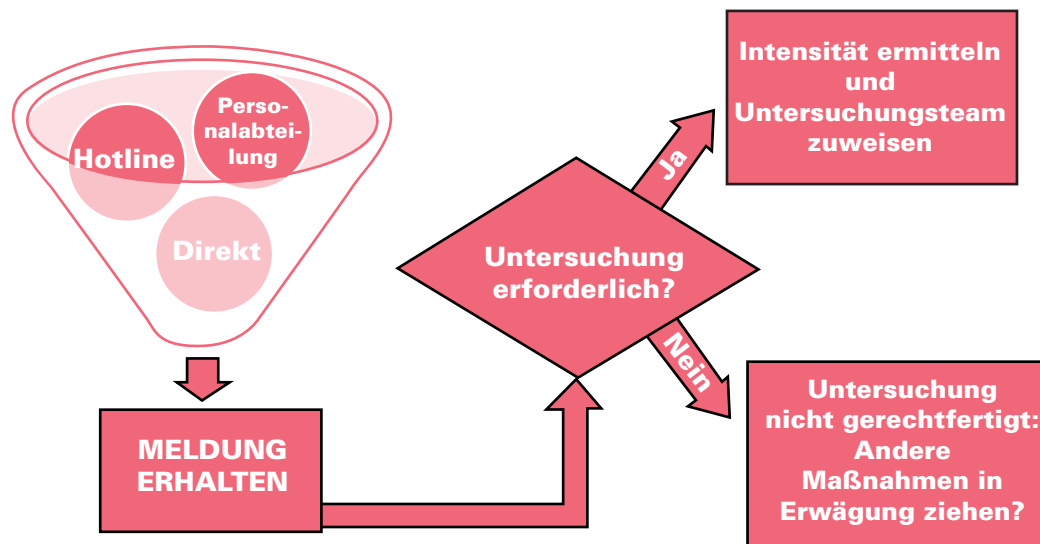 Hotline
Perso-
nalabtei-
lung
Direkt
MELDUNG
ERHALTEN
Untersuchung
erforderlich?
Ja
Intensität ermitteln
und
Untersuchungsteam
zuweisen
Nein
Untersuchung
nicht gerechtfertigt:
Andere
Maßnahmen in
Erwägung ziehen?